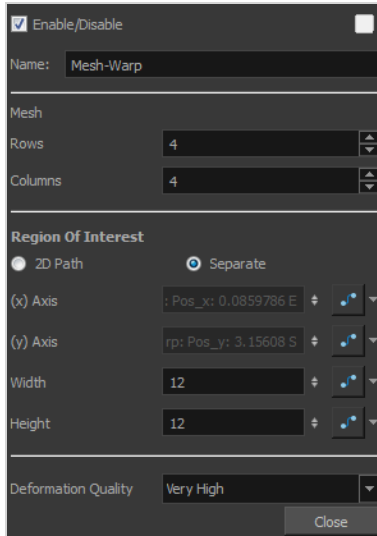 Enable/Disable
Name: Mesh-Warp
Mesh
Rows 4
Columns 4
Region Of Interest
2D Path Separate
(x) Axis : Pos_x: 0.0859786 E
(y) Axis rp: Pos_y: 3.15608 S
Width 12
Height 12
Deformation Quality Very High
Close